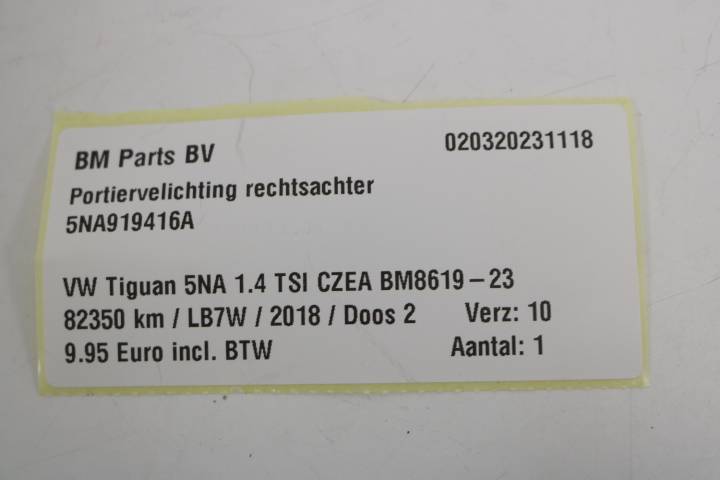 BM Parts BV 020320231118
Portiervelichting rechtsachter
5NA919416A
VW Tiguan 5NA 1.4 TSI CZEA BM8619-23
82350 km / LB7W / 2018 / Doos 2 Verz: 10
9.95 Euro incl. BTW Aantal: 1